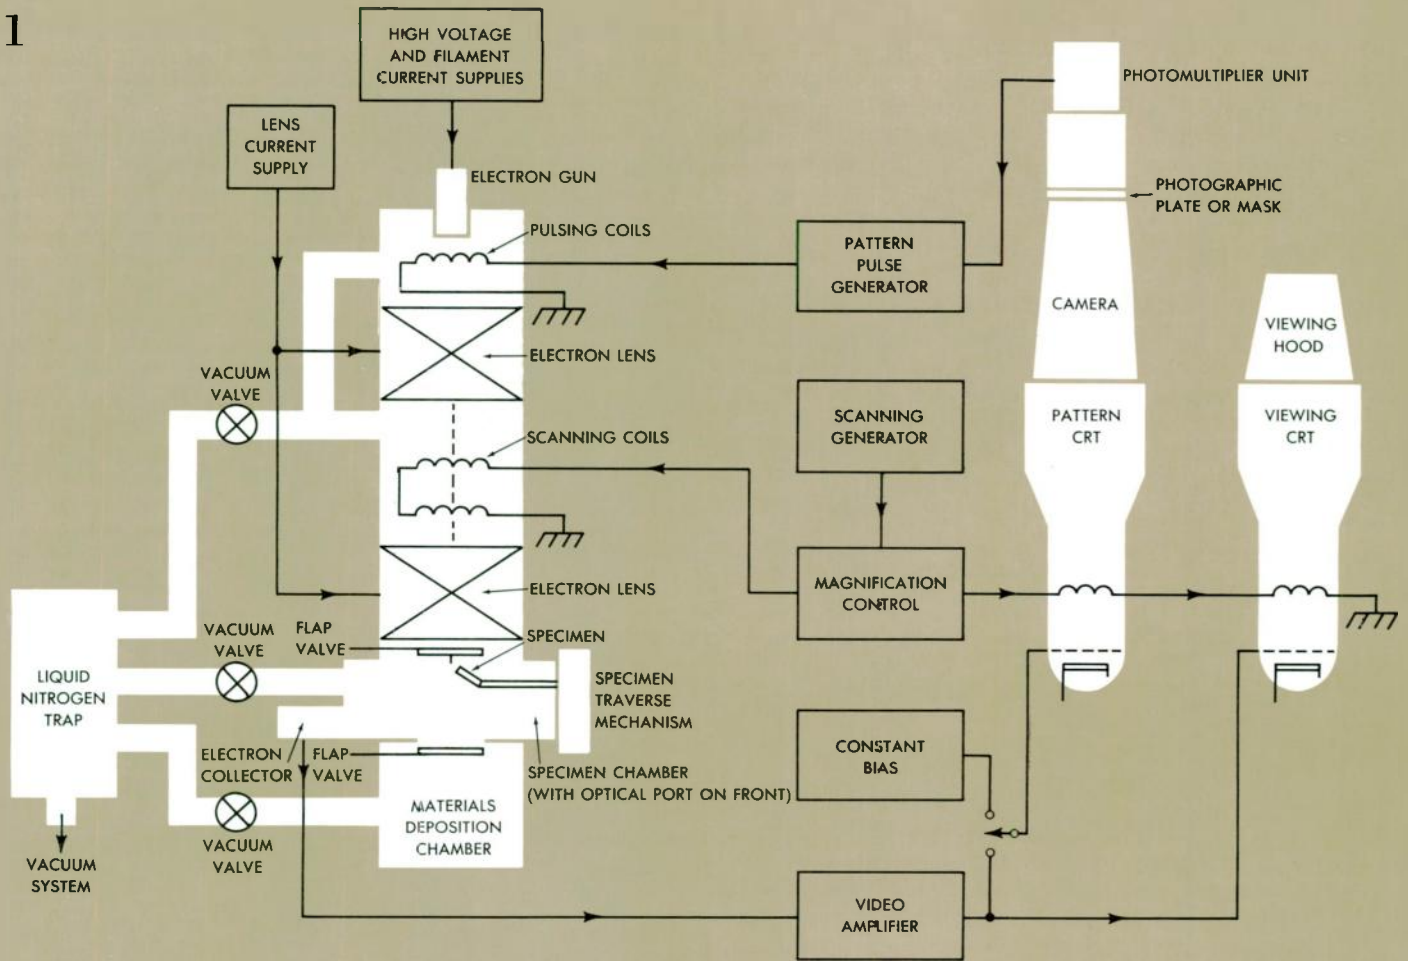 1
HIGH VOLTAGE
AND FILAMENT
CURRENT SUPPLIES
LENS
CURRENT
SUPPLY
ELECTRON GUN
PULSING COILS
ELECTRON LENS
VACUUM
VALVE
SCANNING COILS
ELECTRON LENS
VACUUM
VALVE
FLAP
VALVE
SPECIMEN
LIQUID
NITROGEN
TRAP
SPECIMEN
TRAVERSE
MECHANISM
ELECTRON
COLLECTOR
FLAP
VALVE
SPECIMEN CHAMBER
(WITH OPTICAL PORT ON FRONT)
MATERIALS
DEPOSITION
CHAMBER
VACUUM
VALVE
VACUUM
SYSTEM
PHOTOMULTIPLIER UNIT
PHOTOGRAPHIC
PLATE OR MASK
PATTERN
PULSE
GENERATOR
CAMERA
VIEWING
HOOD
SCANNING
GENERATOR
PATTERN
CRT
VIEWING
CRT
MAGNIFICATION
CONTROL
CONSTANT
BIAS
VIDEO
AMPLIFIER